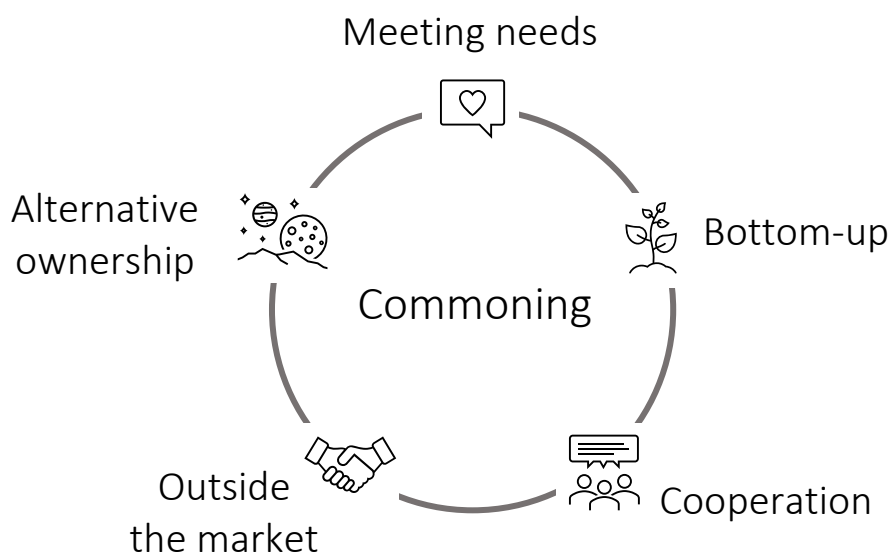 Meeting needs
Alternative
ownership
Bottom-up
Commoning
Outside
the market
Cooperation